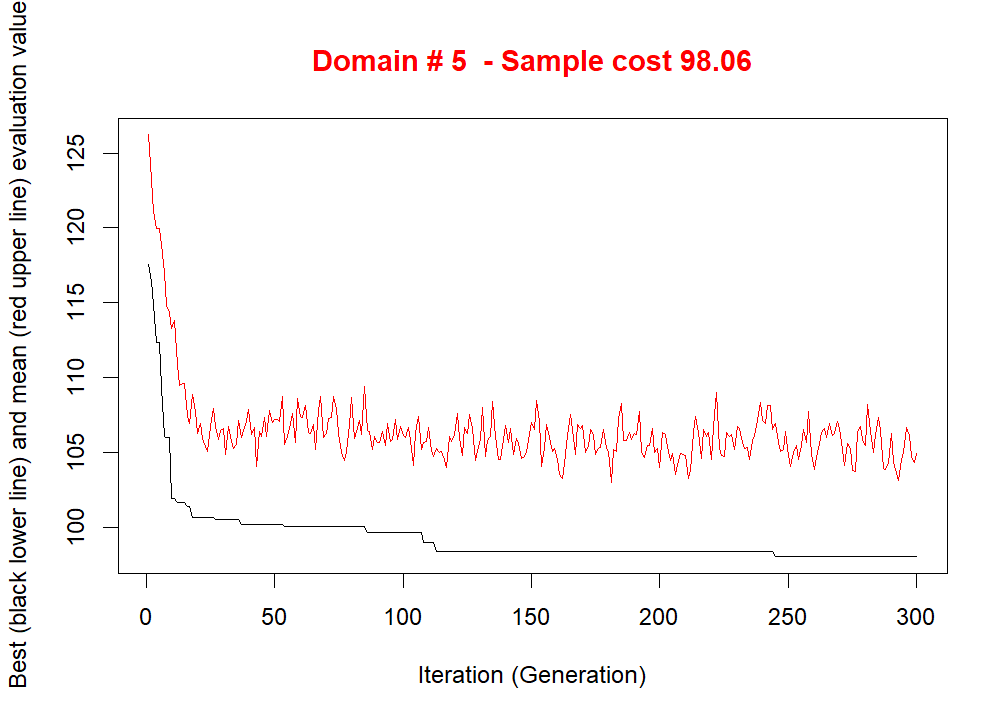 Domain # 5  - Sample cost 98.06
Best (black lower line) and mean (red upper line) evaluation value
125
120
115
110
105
100
0 50 100 150 200 250 300
Iteration (Generation)